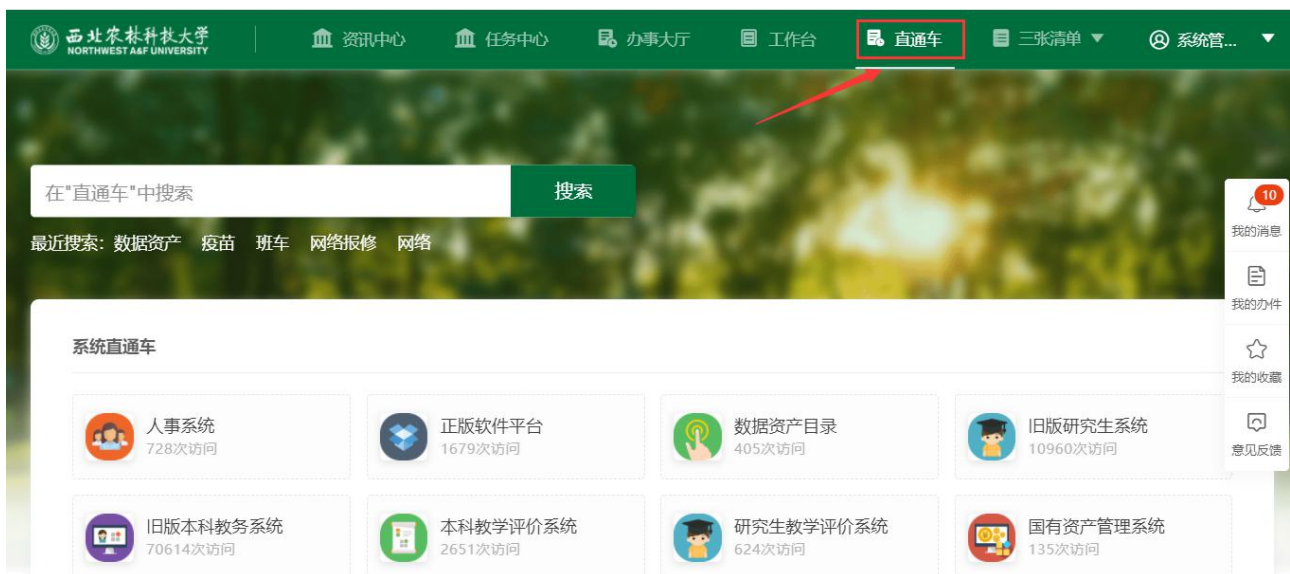 西北农林科技大学
NORTHWEST A&F UNIVERSITY
资讯中心 任务中心 办事大厅 工作台 直通车 三张清单 系统管...
在"直通车"中搜索 搜索
最近搜索: 数据资产 疫苗 班车 网络报修 网络
10
我的消息
我的办件
我的收藏
意见反馈
系统直通车
人事系统
728次访问
正版软件平台
1679次访问
数据资产目录
405次访问
旧版研究生系统
10960次访问
旧版本科教务系统
70614次访问
本科教学评价系统
2651次访问
研究生教学评价系统
624次访问
国有资产管理系统
135次访问